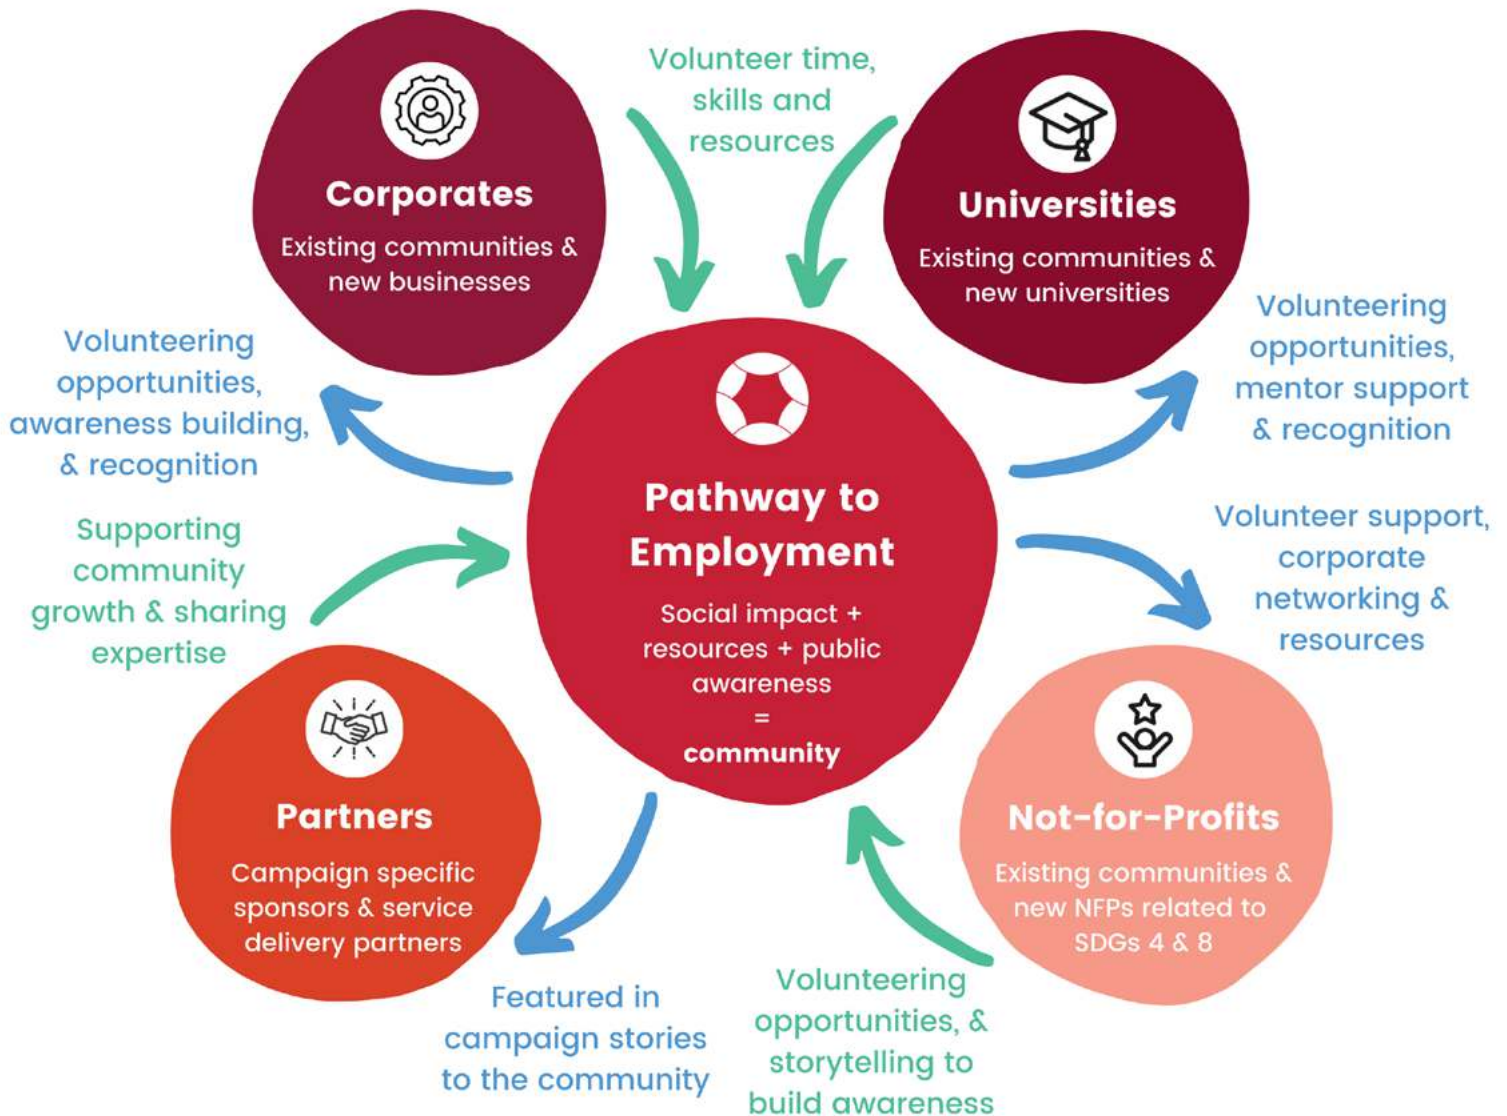 Volunteer time,
skills and
resources
Corporates
Existing communities &
new businesses
Universities
Existing communities &
new universities
Volunteering
opportunities,
awareness building,
& recognition
Volunteering
opportunities,
mentor support
& recognition
Pathway to
Employment
Social impact +
resources + public
awareness
=
community
Supporting
community
growth & sharing
expertise
Volunteer support,
corporate
networking &
resources
Partners
Campaign specific
sponsors & service
delivery partners
Not-for-Profits
Existing communities &
new NFPs related to
SDGs 4 & 8
Featured in
campaign stories
to the community
Volunteering
opportunities, &
storytelling to
build awareness